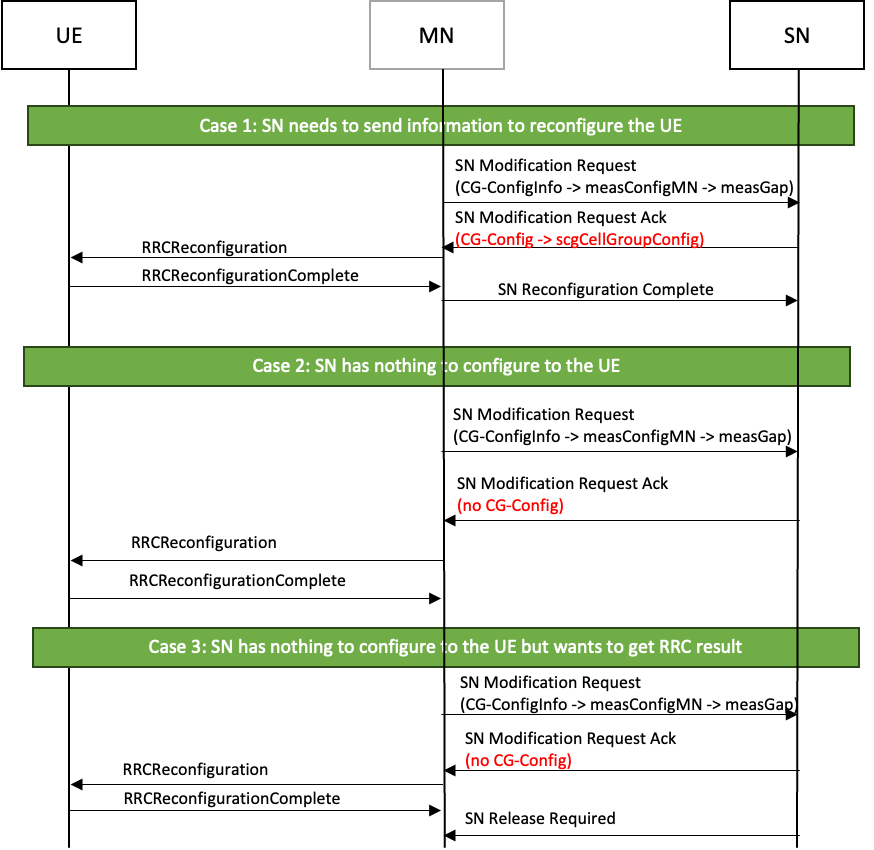 UE
MN
SN
Case 1: SN needs to send information to reconfigure the UE
SN Modification Request
(CG-ConfigInfo -> measConfigMN -> measGap)
SN Modification Request Ack
(CG-Config -> scgCellGroupConfig)
RRCReconfiguration
RRCReconfigurationComplete
SN Reconfiguration Complete
Case 2: SN has nothing to configure to the UE
SN Modification Request
(CG-ConfigInfo -> measConfigMN -> measGap)
SN Modification Request Ack
(no CG-Config)
RRCReconfiguration
RRCReconfigurationComplete
Case 3: SN has nothing to configure to the UE but wants to get RRC result
SN Modification Request
(CG-ConfigInfo -> measConfigMN -> measGap)
SN Modification Request Ack
(no CG-Config)
RRCReconfiguration
RRCReconfigurationComplete
SN Release Required